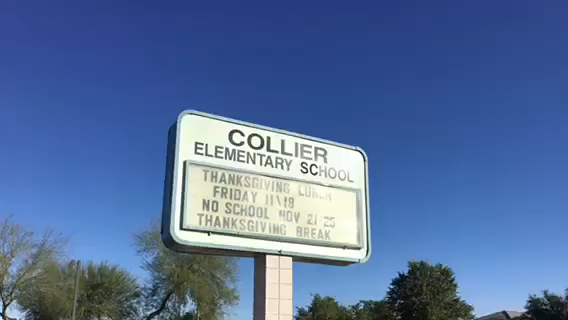 COLLIER
ELEMENTARY SCHOOL
THANKSGIVING LUNCH
FRIDAY 11\18
NO SCHOOL NOV 21-25
THANKSGIVING BREAK